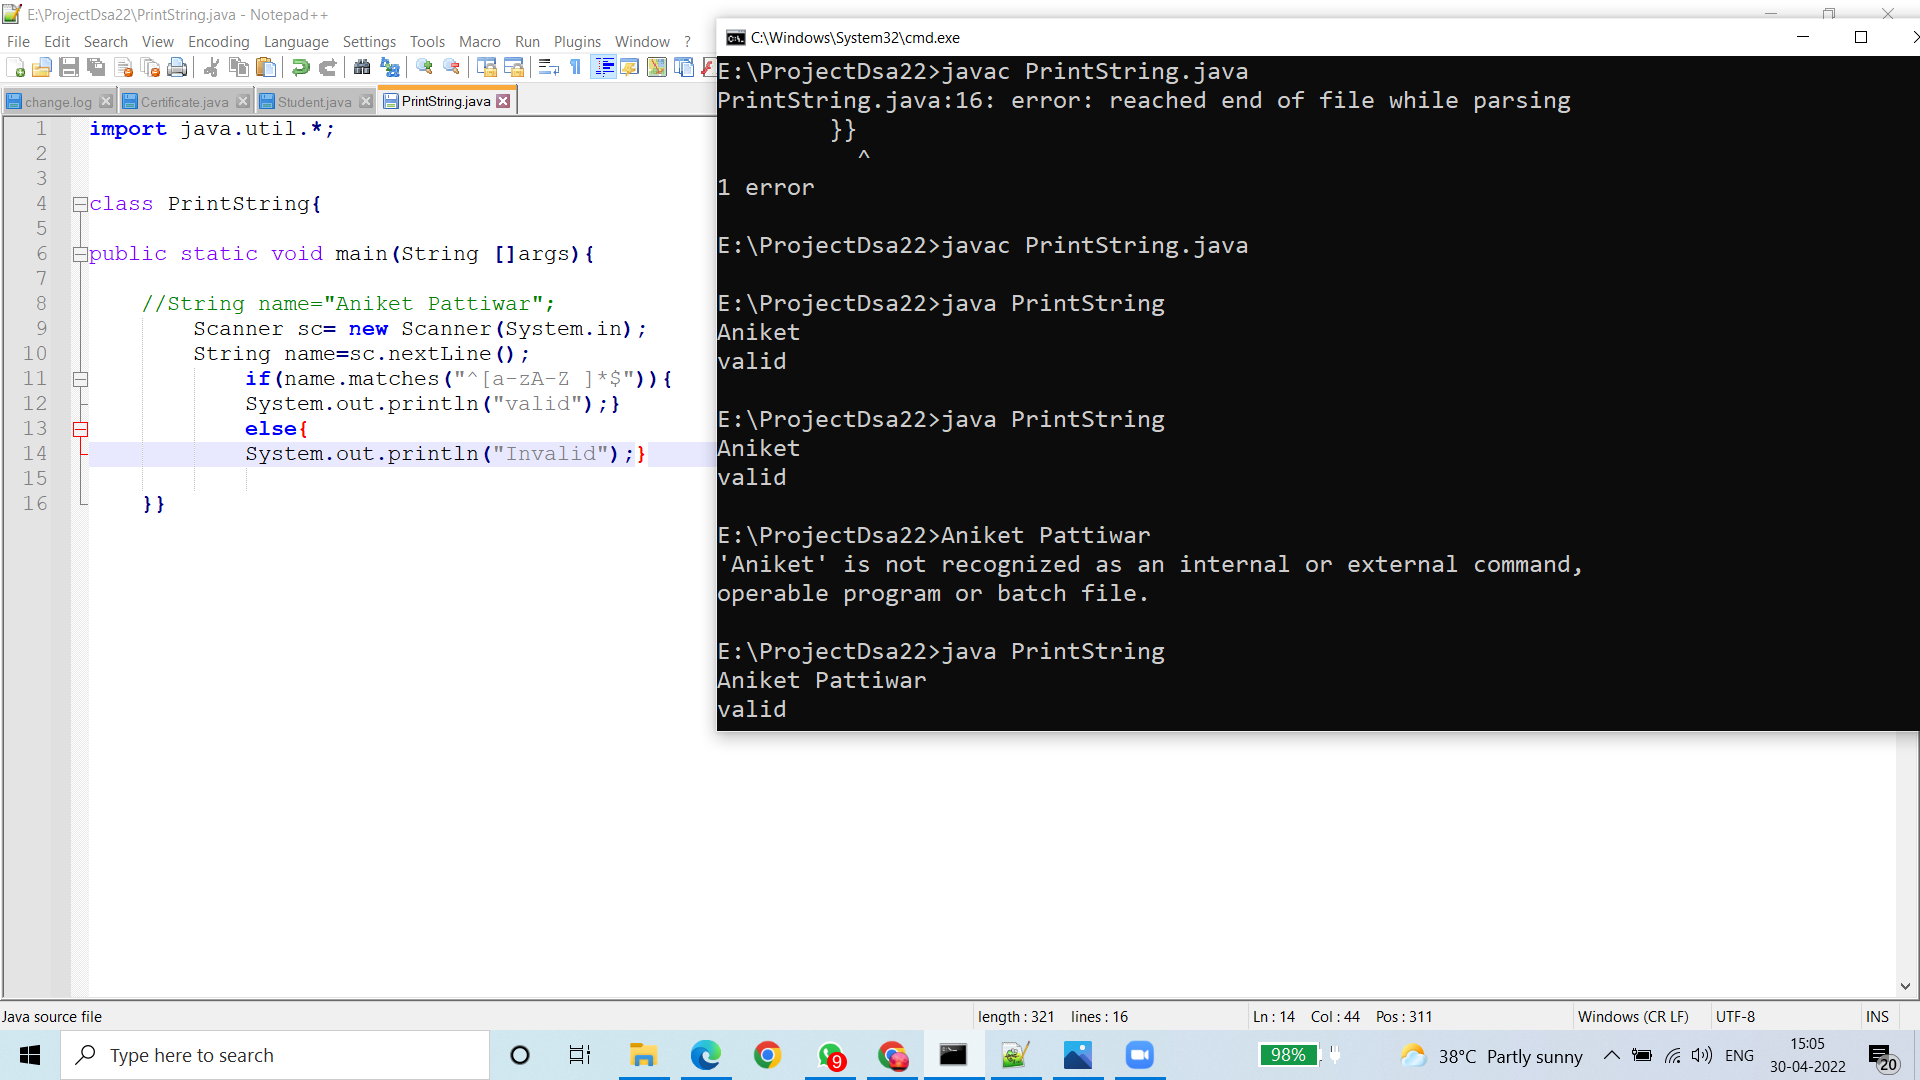 E:\ProjectDsa22\PrintString.java - Notepad++
File Edit Search View Encoding Language Settings Tools Macro Run Plugins Window ?
change.log Certificate.java Student.java PrintString.java
1 import java.util.*;
2
3
4 class PrintString{
5
6 public static void main(String []args){
7
8 //String name="Aniket Pattiwar";
9 Scanner sc= new Scanner(System.in);
10 String name=sc.nextLine();
11 if(name.matches("^[a-zA-Z ]*$")){
12 System.out.println("valid");}
13 else{
14 System.out.println("Invalid");}
15
16 }}
C:\Windows\System32\cmd.exe
E:\ProjectDsa22>javac PrintString.java
PrintString.java:16: error: reached end of file while parsing
}}
^
1 error
E:\ProjectDsa22>javac PrintString.java
E:\ProjectDsa22>java PrintString
Aniket
valid
E:\ProjectDsa22>java PrintString
Aniket
valid
E:\ProjectDsa22>Aniket Pattiwar
'Aniket' is not recognized as an internal or external command,
operable program or batch file.
E:\ProjectDsa22>java PrintString
Aniket Pattiwar
valid
Java source file length : 321 lines : 16 Ln : 14 Col : 44 Pos : 311 Windows (CR LF) UTF-8 INS
Type here to search 9 98% 38°C Partly sunny ENG 15:05
30-04-2022 20